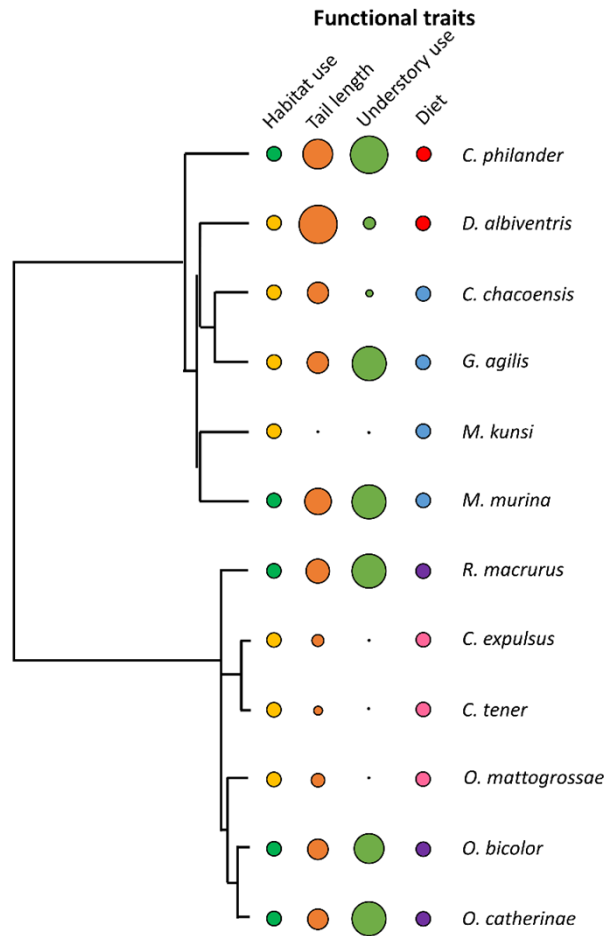 Functional traits
Habitat use
Tail length
Understory use
Diet
C. philander
D. albiventris
C. chacoensis
G. agilis
M. kunsi
M. murina
R. macrurus
C. expulsus
C. tener
O. mattogrossae
O. bicolor
O. catherinae